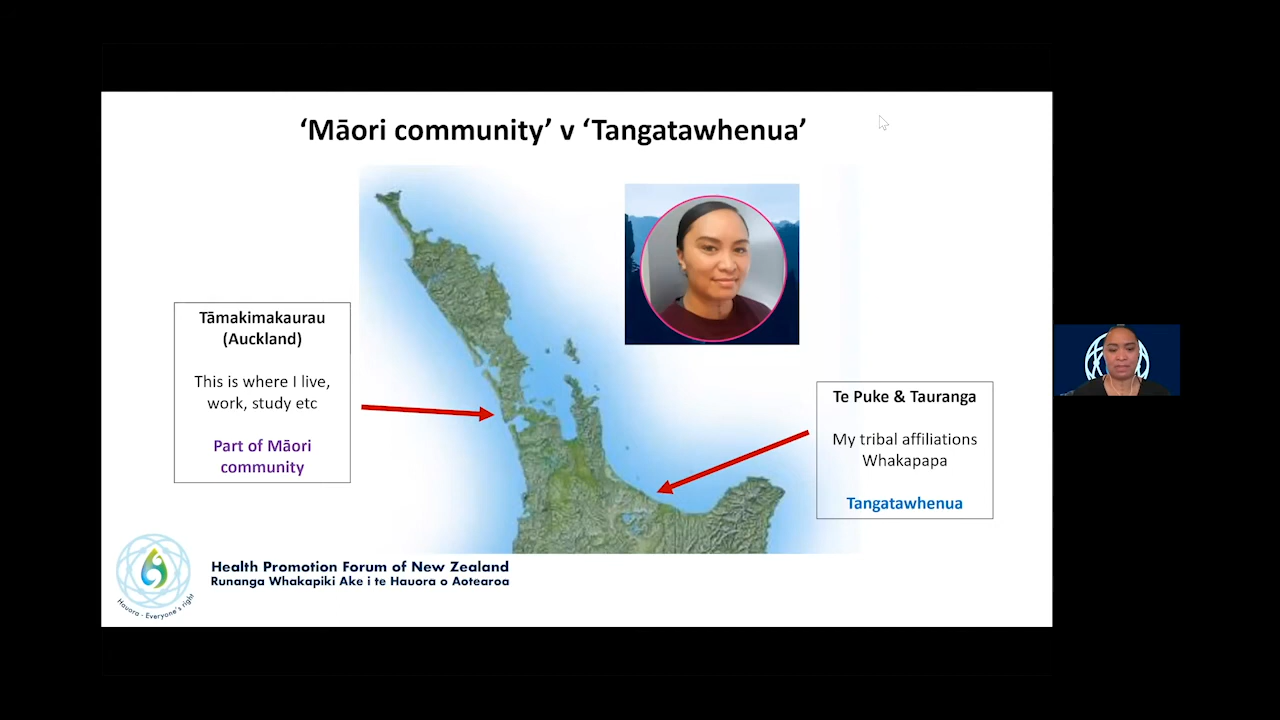 ‘Māori community’ v ‘Tangatawhenua’
Tāmakimakaurau
(Auckland)
This is where I live,
work, study etc
Part of Māori
community
Te Puke & Tauranga
My tribal affiliations
Whakapapa
Tangatawhenua
Health Promotion Forum of New Zealand
Runanga Whakapiki Ake i te Hauora o Aotearoa
Hauora - Everyone's right